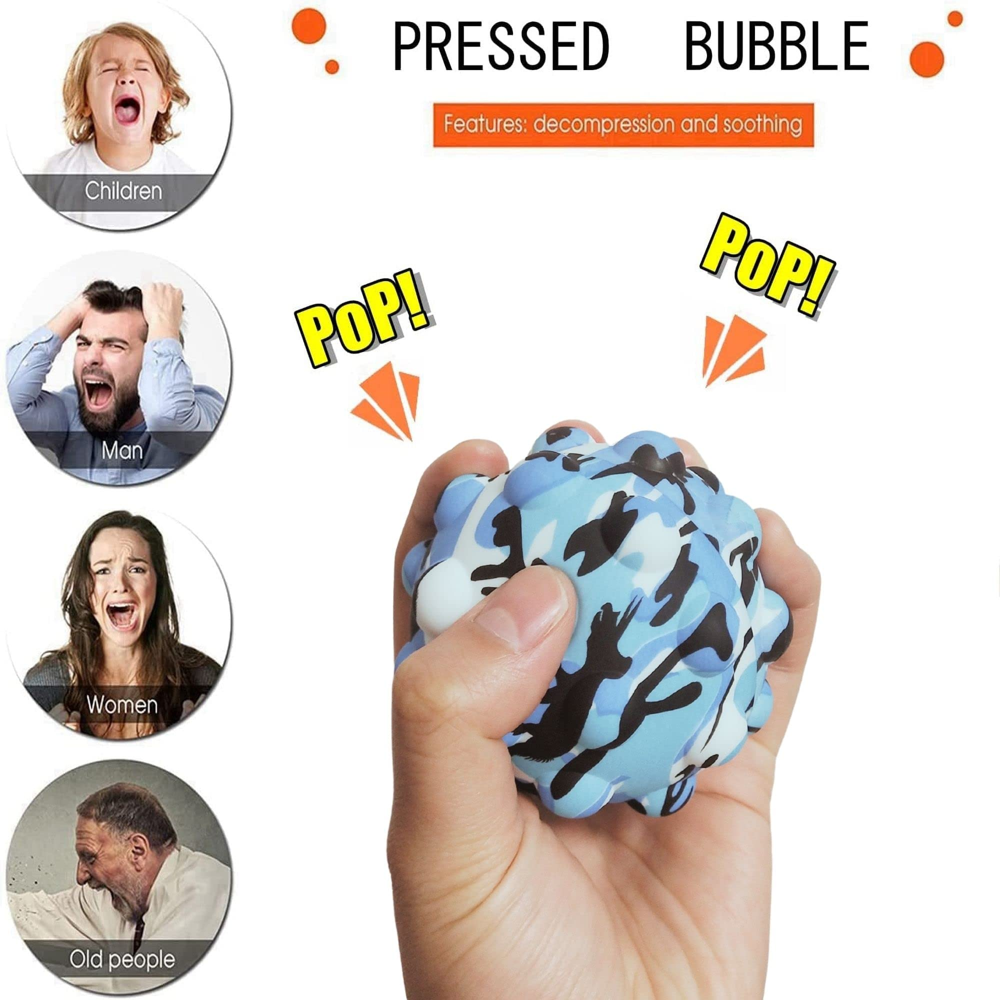 PRESSED BUBBLE
Features: decompression and soothing
Children
PoP!
PoP!
Man
Women
Old people